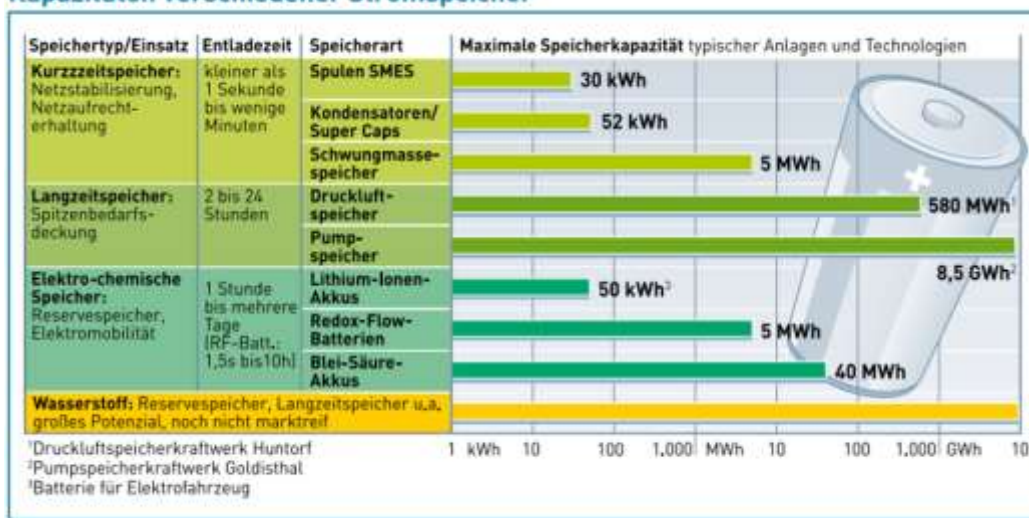 Speichertyp/Einsatz Entladezeit Speicherart Maximale Speicherkapazität typischer Anlagen und Technologien
Kurzzzeitspeicher:
Netzstabilisierung,
Netzaufrecht-
erhaltung
kleiner als
1 Sekunde
bis wenige
Minuten
Spulen SMES
30 kWh
Kondensatoren/
Super Caps
52 kWh
Schwungmasse-
speicher
5 MWh
Langzeitspeicher:
Spitzenbedarfs-
deckung
2 bis 24
Stunden
Druckluft-
speicher
580 MWh¹
Pump-
speicher
8,5 GWh²
Elektro-chemische
Speicher:
Reservespeicher,
Elektromobilität
1 Stunde
bis mehrere
Tage
(RF-Batt.:
1,5s bis10h)
Lithium-Ionen-
Akkus
50 kWh³
Redox-Flow-
Batterien
5 MWh
Blei-Säure-
Akkus
40 MWh
Wasserstoff: Reservespeicher, Langzeitspeicher u.a.
großes Potenzial, noch nicht marktreif
1 kWh 10 100 1.000 MWh 10 100 1.000 GWh 10
¹Druckluftspeicherkraftwerk Huntorf
²Pumpspeicherkraftwerk Goldisthal
³Batterie für Elektrofahrzeug